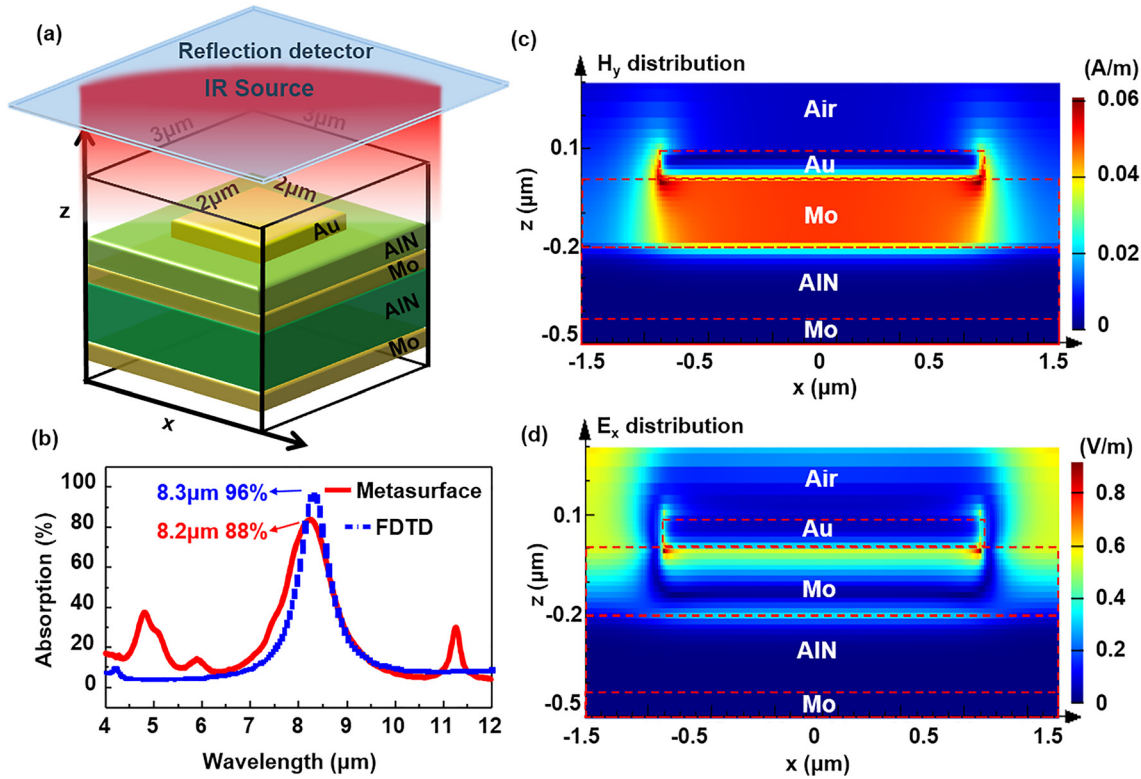 (a)
Reflection detector
IR Source
3μm
3μm
z
2μm
2μm
Au
AlN
Mo
AlN
Mo
x
(b)
100
80
60
40
20
0
Absorption (%)
8.3μm 96%
8.2μm 88%
Metasurface
FDTD
4
5
6
7
8
9
10
11
12
Wavelength (μm)
(c)
Hy distribution
(A/m)
Air
Au
Mo
AlN
Mo
0.1
-0.2
-0.5
z (μm)
-1.5
-0.5
0
0.5
1.5
x (μm)
0.06
0.04
0.02
0
(d)
Ex distribution
(V/m)
Air
Au
Mo
AlN
Mo
0.1
-0.2
-0.5
z (μm)
-1.5
-0.5
0
0.5
1.5
x (μm)
0.8
0.6
0.4
0.2
0